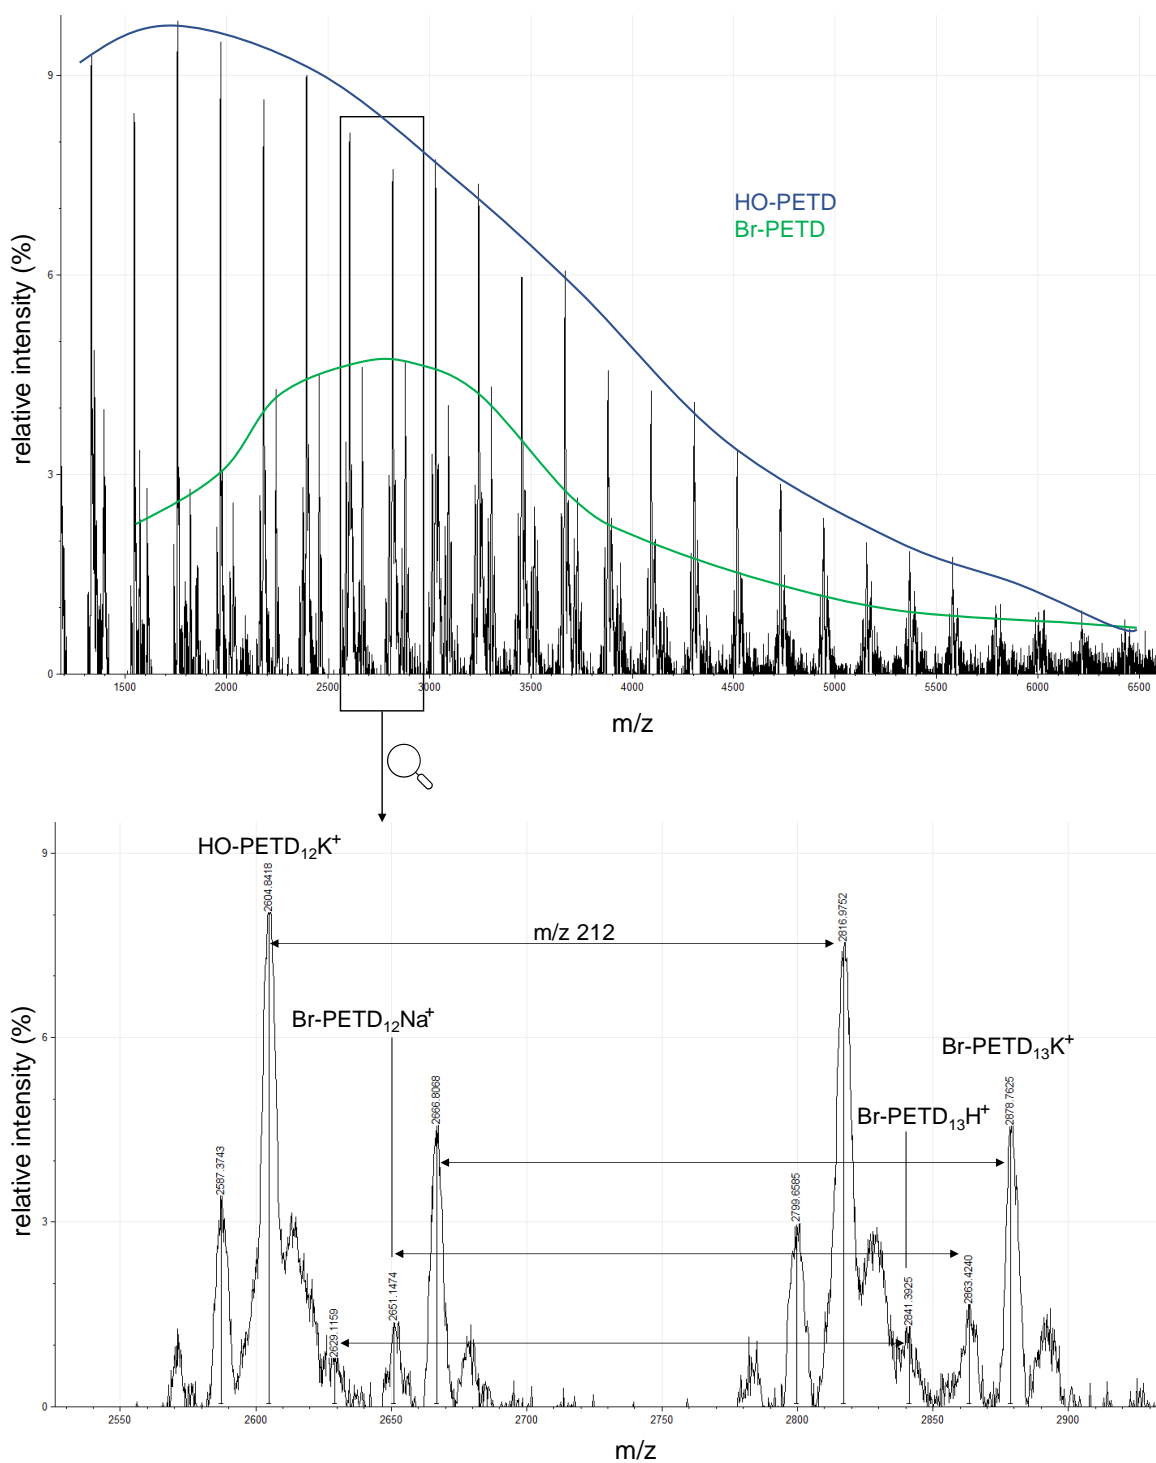 9
6
3
0
relative intensity (%)
HO-PETD
Br-PETD
1500 2000 2500 3000 3500 4000 4500 5000 5500 6000 6500
m/z
HO-PETD12K+
9
6
3
0
relative intensity (%)
2604.8418
2816.9752
m/z 212
Br-PETD12Na+
Br-PETD13K+
2666.8068
2878.7625
Br-PETD13H+
2587.3743
2799.6585
2651.1474
2863.4240
2629.1159
2841.3925
2550 2600 2650 2700 2750 2800 2850 2900
m/z